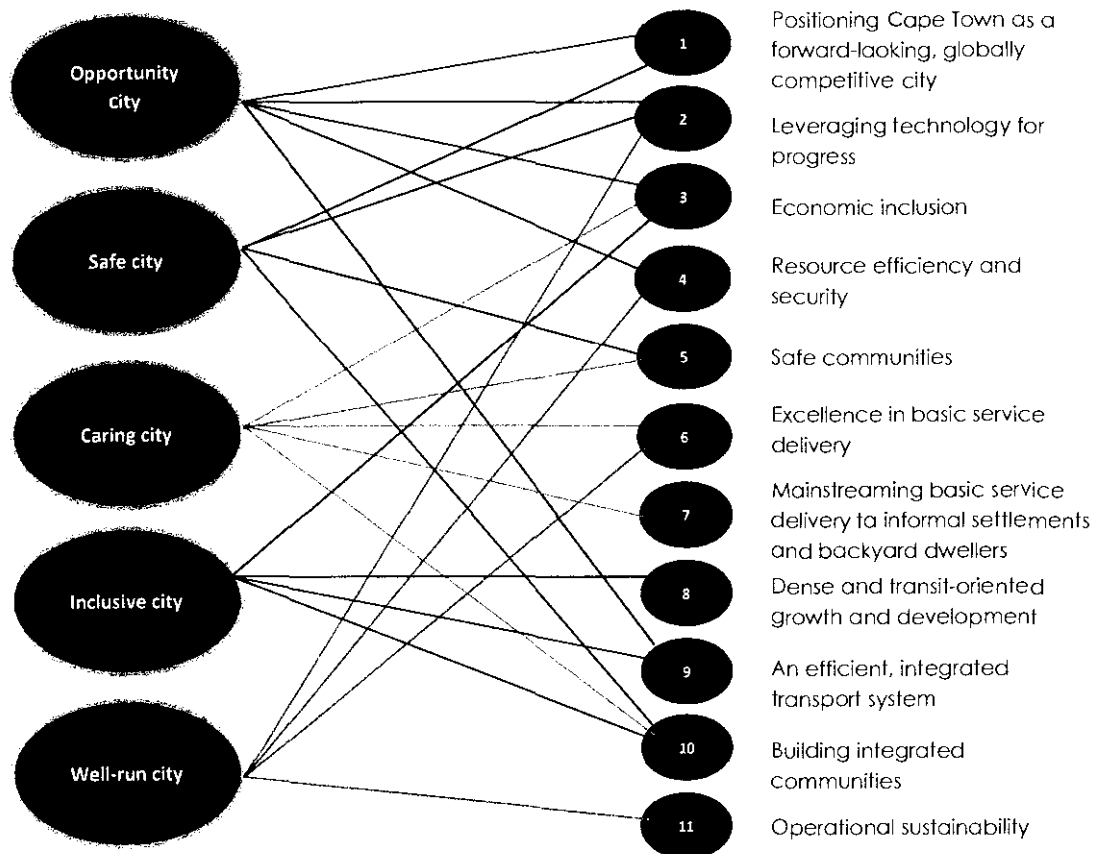 Opportunity
city
Safe city
Caring city
Inclusive city
Well-run city
1
Positioning Cape Town as a
forward-laoking, globally
competitive city
2
Leveraging technology for
progress
3
Economic inclusion
4
Resource efficiency and
security
5
Safe communities
6
Excellence in basic service
delivery
7
Mainstreaming basic service
delivery ta informal settlements
and backyard dwellers
8
Dense and transit-oriented
growth and development
9
An efficient, integrated
transport system
10
Building integrated
communities
11
Operational sustainability